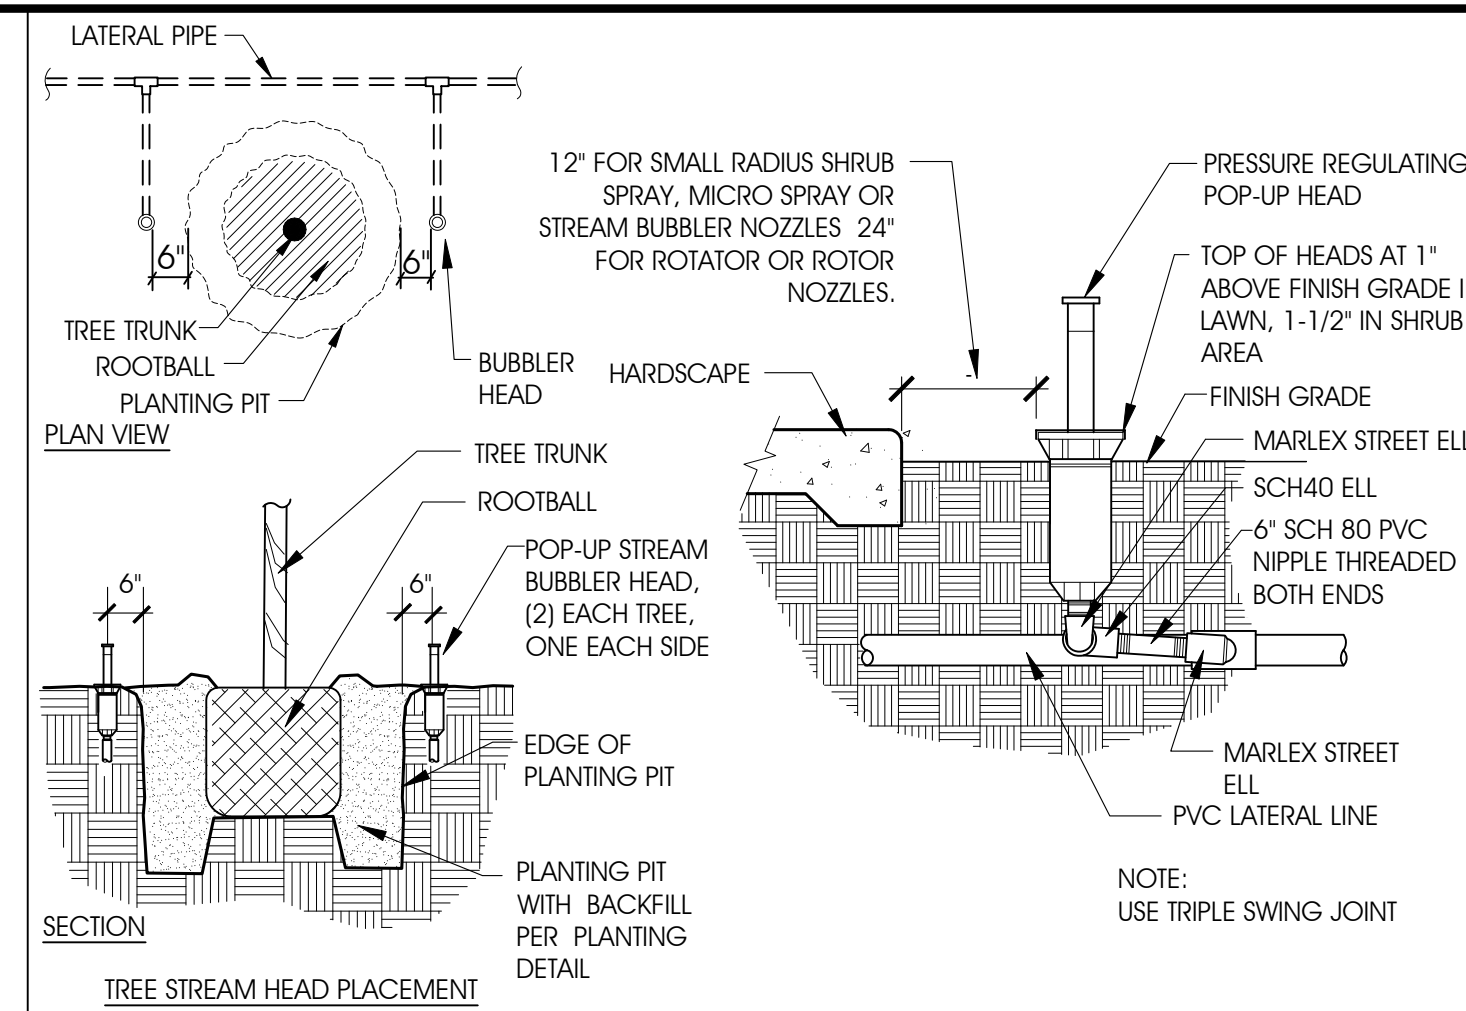 LATERAL PIPE
6"
6"
TREE TRUNK
ROOTBALL
PLANTING PIT
BUBBLER
HEAD
PLAN VIEW
TREE TRUNK
ROOTBALL
POP-UP STREAM
BUBBLER HEAD,
(2) EACH TREE,
ONE EACH SIDE
6"
6"
EDGE OF
PLANTING PIT
PLANTING PIT
WITH BACKFILL
PER PLANTING
DETAIL
SECTION
TREE STREAM HEAD PLACEMENT
12" FOR SMALL RADIUS SHRUB
SPRAY, MICRO SPRAY OR
STREAM BUBBLER NOZZLES 24"
FOR ROTATOR OR ROTOR
NOZZLES.
HARDSCAPE
-
PRESSURE REGULATING
POP-UP HEAD
TOP OF HEADS AT 1"
ABOVE FINISH GRADE I
LAWN, 1-1/2" IN SHRUB
AREA
FINISH GRADE
MARLEX STREET ELL
SCH40 ELL
6" SCH 80 PVC
NIPPLE THREADED
BOTH ENDS
MARLEX STREET
ELL
PVC LATERAL LINE
NOTE:
USE TRIPLE SWING JOINT